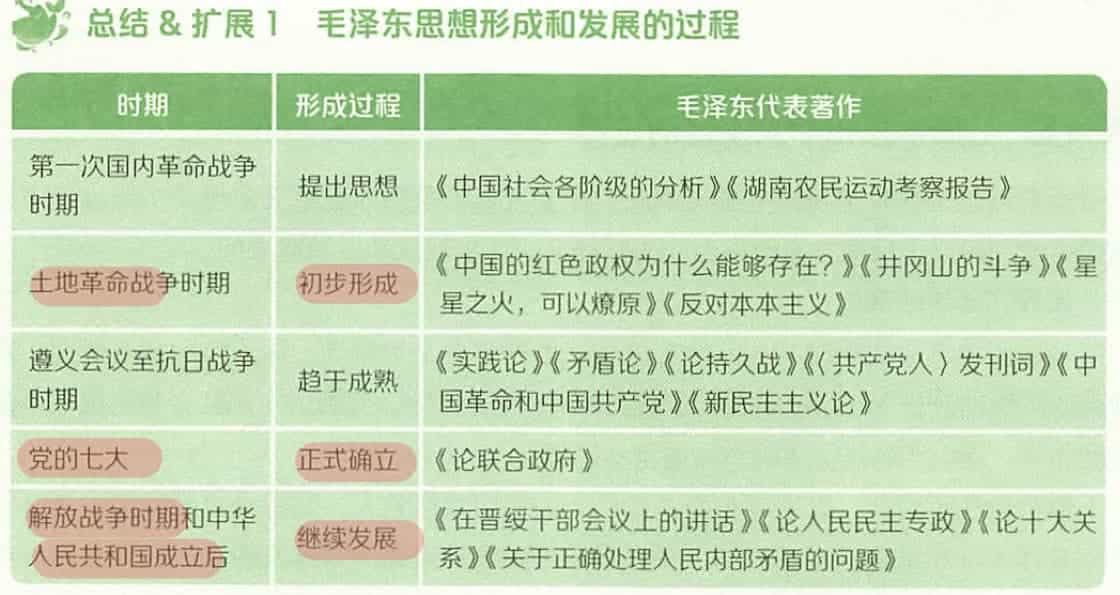 总结 & 扩展 1 毛泽东思想形成和发展的过程
时期 形成过程 毛泽东代表著作
第一次国内革命战争
时期
提出思想
《中国社会各阶级的分析》《湖南农民运动考察报告》
土地革命战争时期
初步形成
《中国的红色政权为什么能够存在？》《井冈山的斗争》《星
星之火，可以燎原》《反对本本主义》
遵义会议至抗日战争
时期
趋于成熟
《实践论》《矛盾论》《论持久战》《〈共产党人〉发刊词》《中
国革命和中国共产党》《新民主主义论》
党的七大
正式确立
《论联合政府》
解放战争时期和中华
人民共和国成立后
继续发展
《在晋绥干部会议上的讲话》《论人民民主专政》《论十大关
系》《关于正确处理人民内部矛盾的问题》